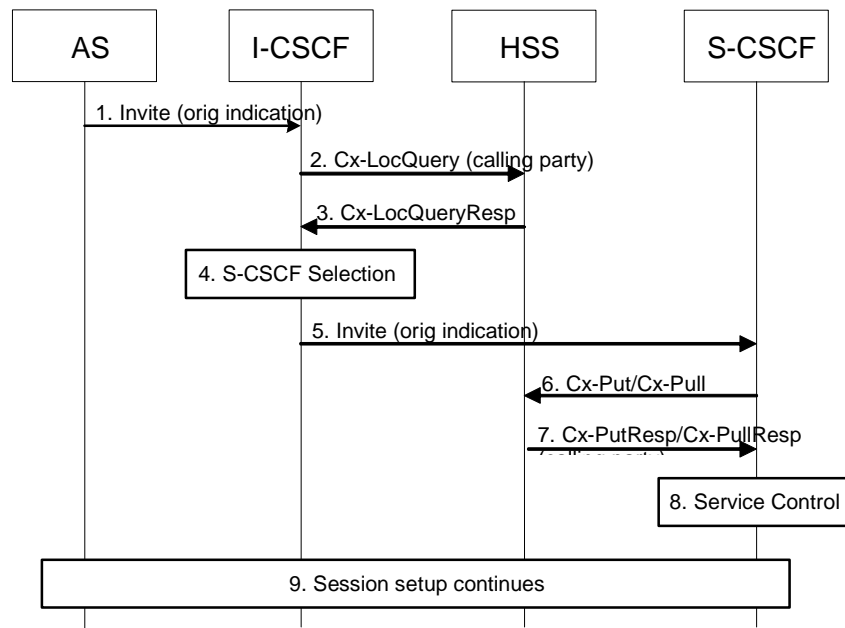 AS
I-CSCF
HSS
S-CSCF
1. Invite (orig indication)
2. Cx-LocQuery (calling party)
3. Cx-LocQueryResp
4. S-CSCF Selection
5. Invite (orig indication)
6. Cx-Put/Cx-Pull
7. Cx-PutResp/Cx-PullResp
(calling party)
8. Service Control
9. Session setup continues